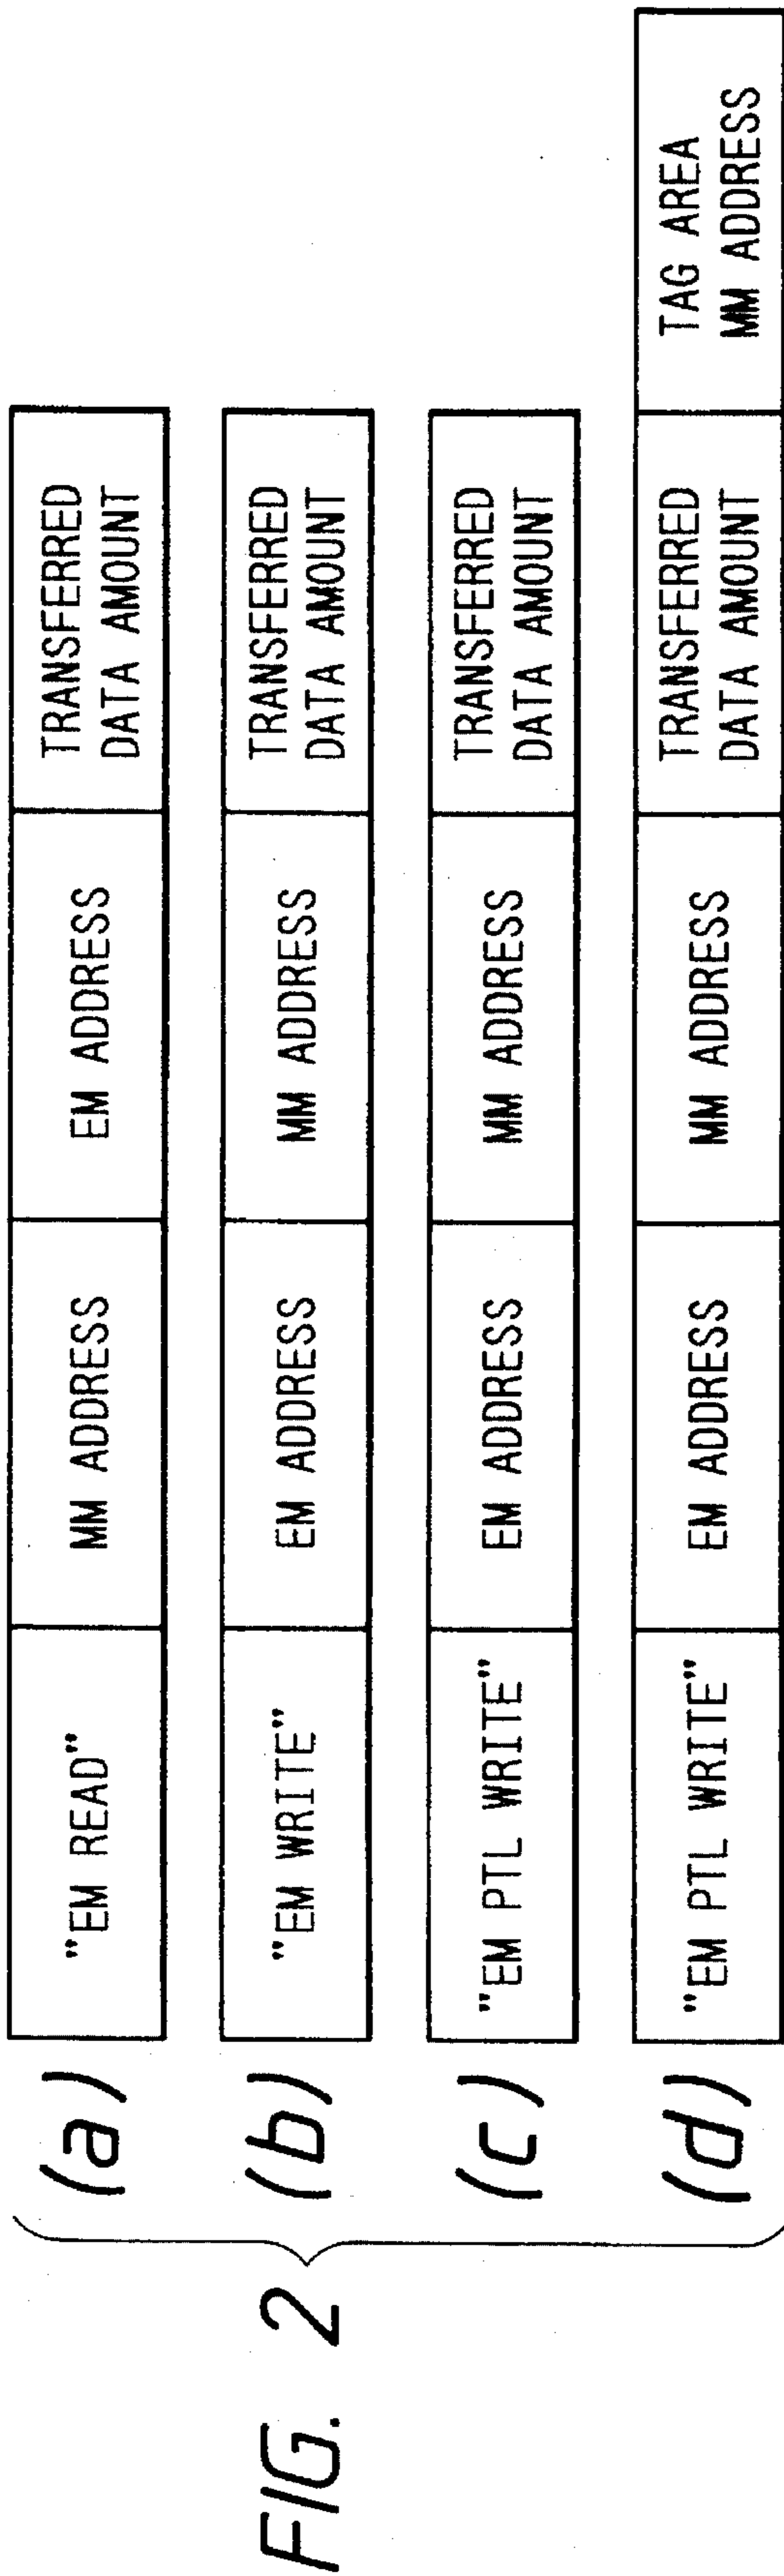 FIG. 2
(a)
"EM READ"
MM ADDRESS
EM ADDRESS
TRANSFERRED
DATA AMOUNT
(b)
"EM WRITE"
EM ADDRESS
MM ADDRESS
TRANSFERRED
DATA AMOUNT
(c)
"EM PTL WRITE"
EM ADDRESS
MM ADDRESS
TRANSFERRED
DATA AMOUNT
(d)
"EM PTL WRITE"
EM ADDRESS
MM ADDRESS
TRANSFERRED
DATA AMOUNT
TAG AREA
MM ADDRESS